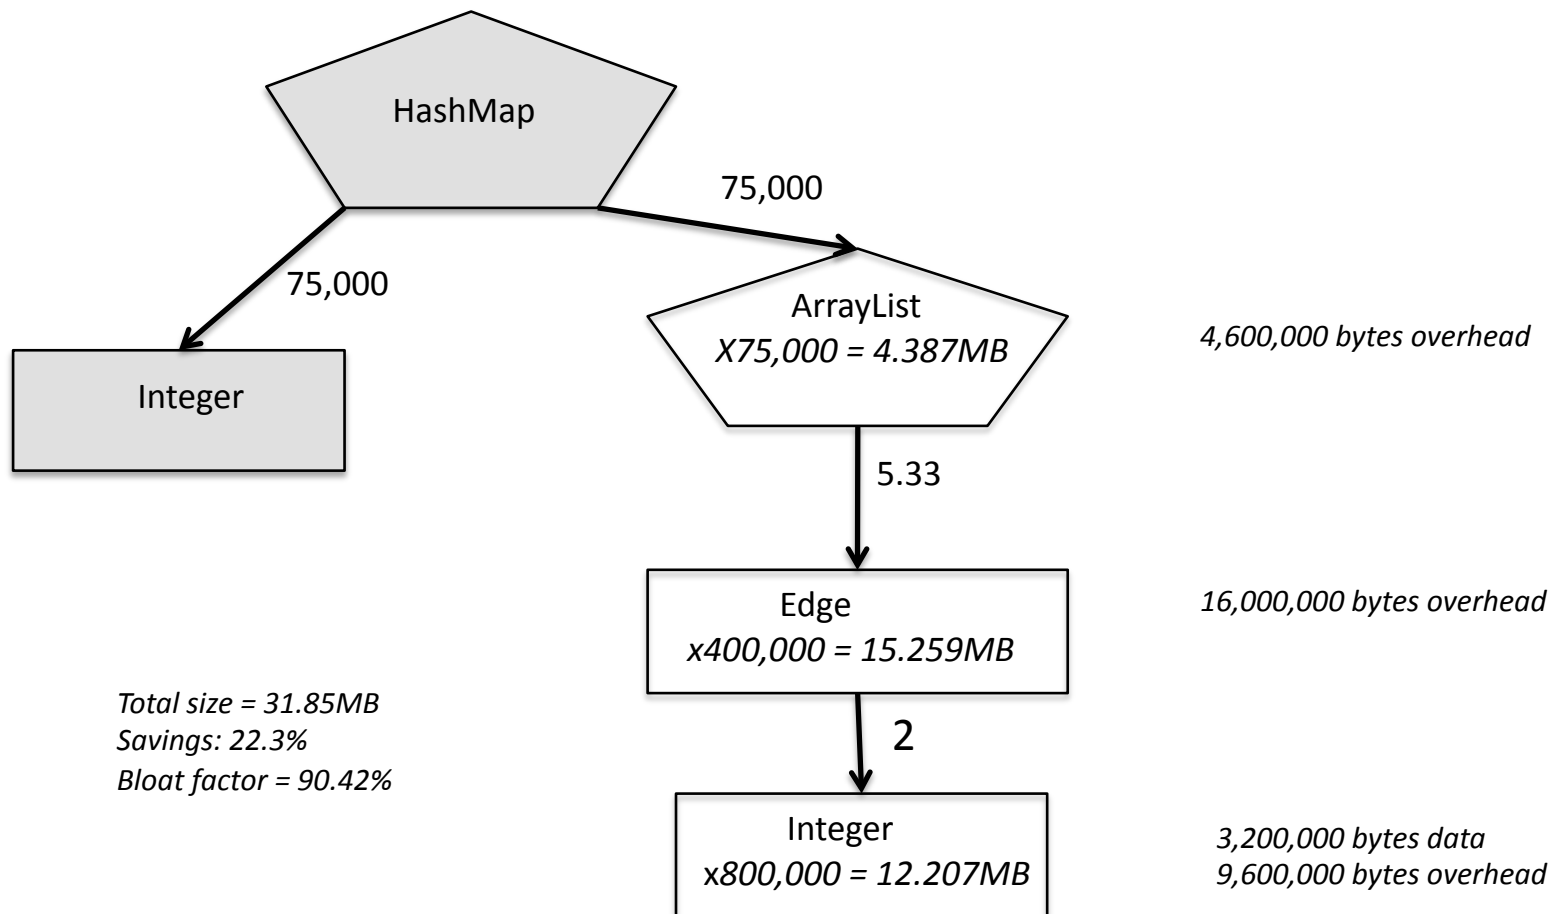 HashMap
75,000
75,000
ArrayList
X75,000 = 4.387MB
4,600,000 bytes overhead
Integer
5.33
Edge
x400,000 = 15.259MB
16,000,000 bytes overhead
Total size = 31.85MB
Savings: 22.3%
Bloat factor = 90.42%
2
Integer
x800,000 = 12.207MB
3,200,000 bytes data
9,600,000 bytes overhead